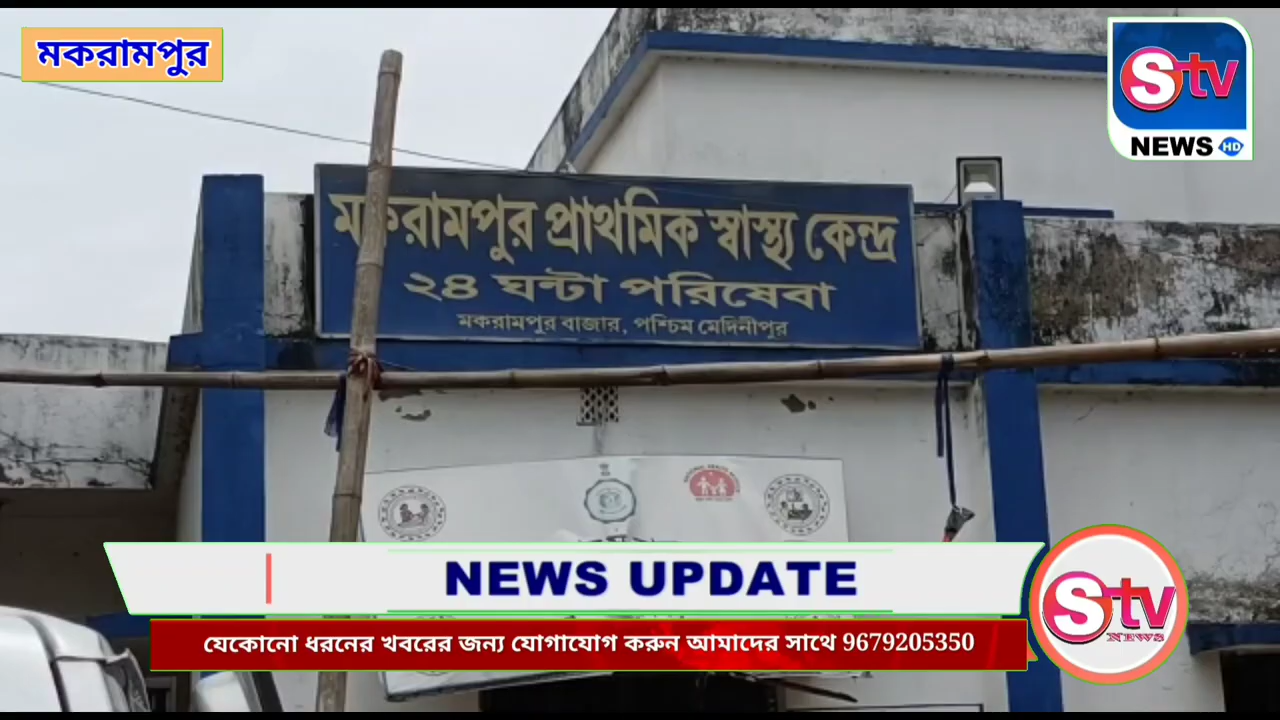 মকরামপুর
Stv
NEWS HD
মকরামপুর প্রাথমিক স্বাস্থ্য কেন্দ্র
২৪ ঘন্টা পরিষেবা
মকরামপুর বাজার, পশ্চিম মেদিনীপুর
NEWS UPDATE
যেকোনো ধরনের খবরের জন্য যোগাযোগ করুন আমাদের সাথে 9679205350
Stv
NEWS